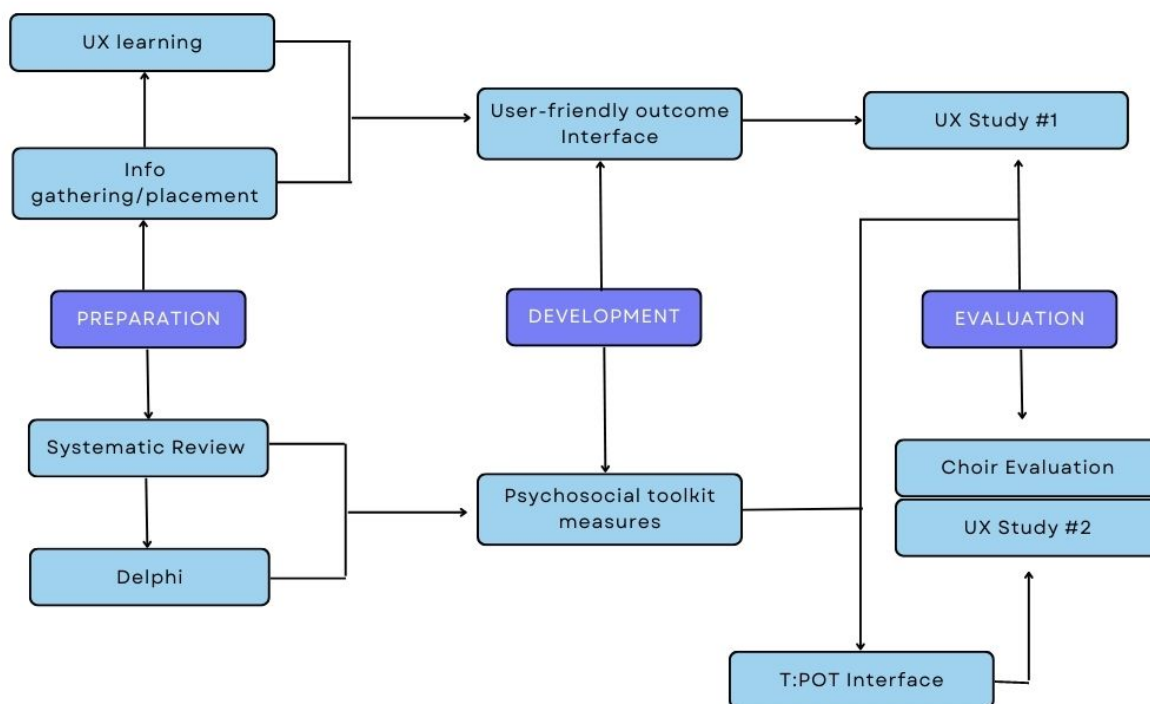 UX learning
User-friendly outcome
Interface
UX Study #1
Info
gathering/placement
PREPARATION
DEVELOPMENT
EVALUATION
Systematic Review
Choir Evaluation
Psychosocial toolkit
measures
UX Study #2
Delphi
T:POT Interface